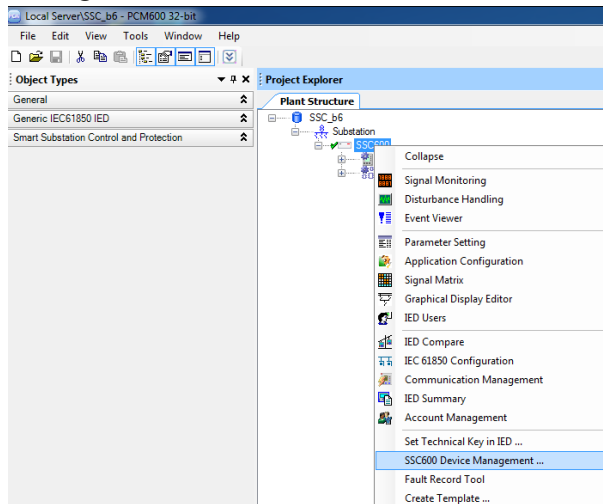 Local Server\SSC_b6 - PCM600 32-bit
File Edit View Tools Window Help
Object Types
Project Explorer
General
Generic IEC61850 IED
Smart Substation Control and Protection
Plant Structure
SSC_b6
Substation
SSC600
Collapse
Signal Monitoring
Disturbance Handling
Event Viewer
Parameter Setting
Application Configuration
Signal Matrix
Graphical Display Editor
IED Users
IED Compare
IEC 61850 Configuration
Communication Management
IED Summary
Account Management
Set Technical Key in IED ...
SSC600 Device Management ...
Fault Record Tool
Create Template ...